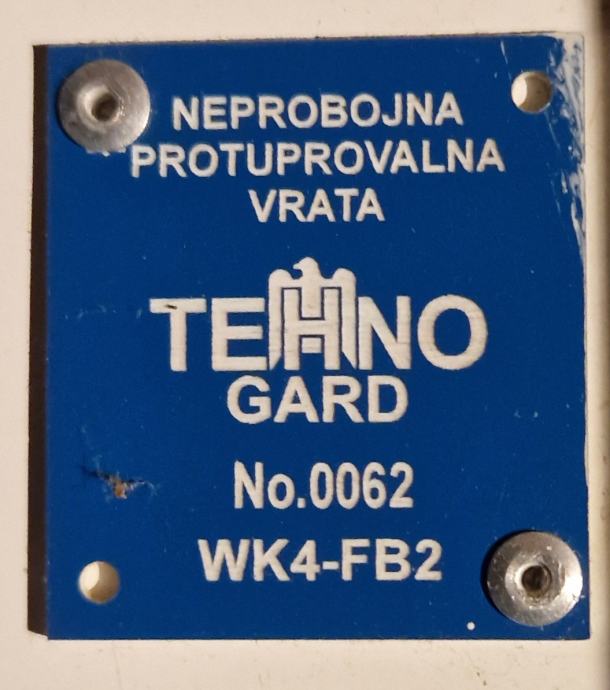 NEPROBOJNA
PROTUPROVALNA
VRATA
TEHNO
GARD
No.0062
WK4-FB2